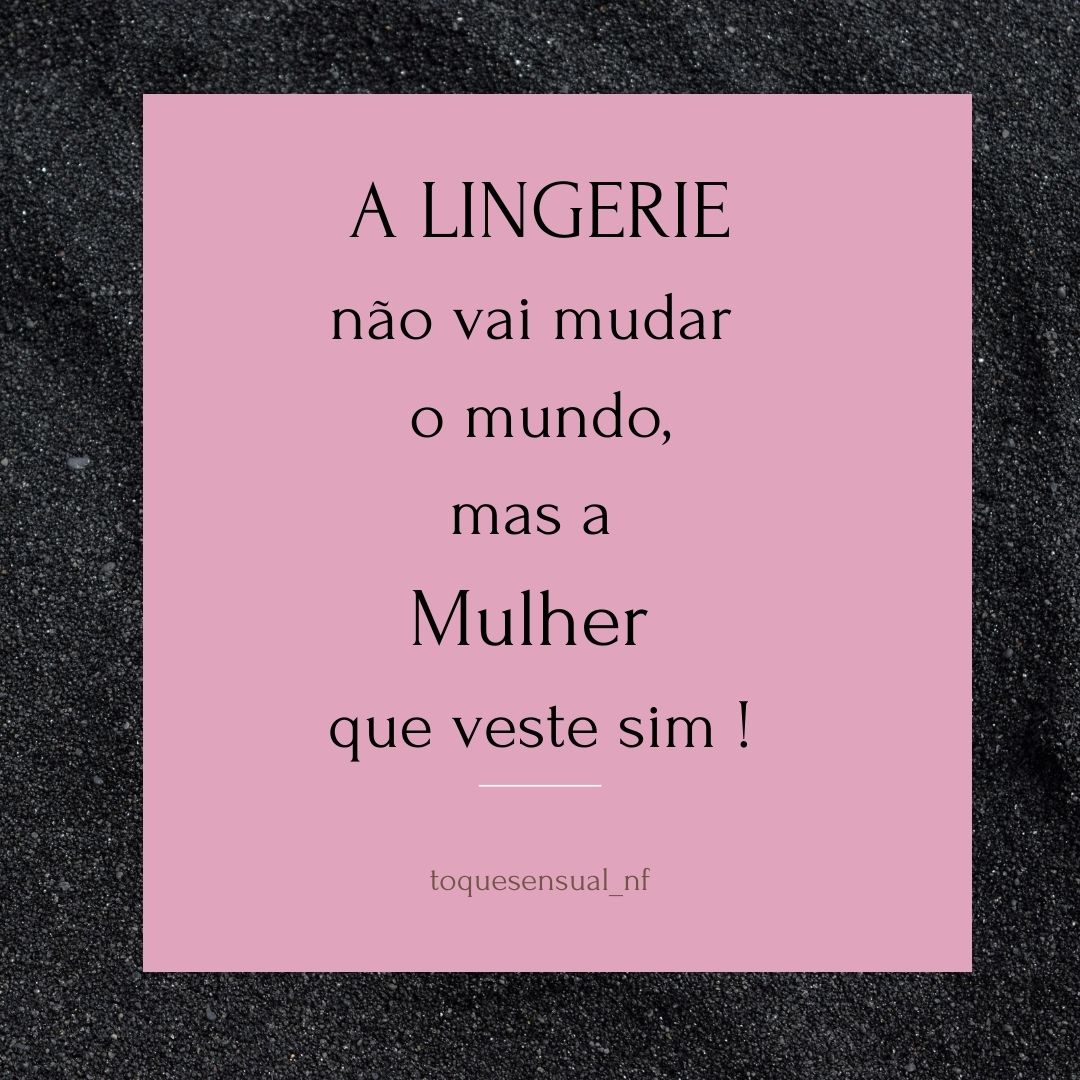 A LINGERIE
não vai mudar
o mundo,
mas a
Mulher
que veste sim !
toquesensual_nf